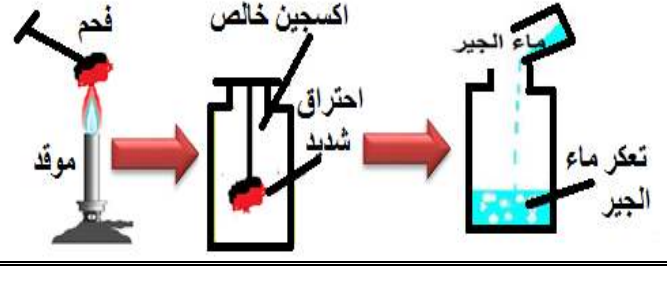 فحم
موقد
اكسجين خالص
احتراق
شديد
ماء الجير
تعكر ماء
الجير